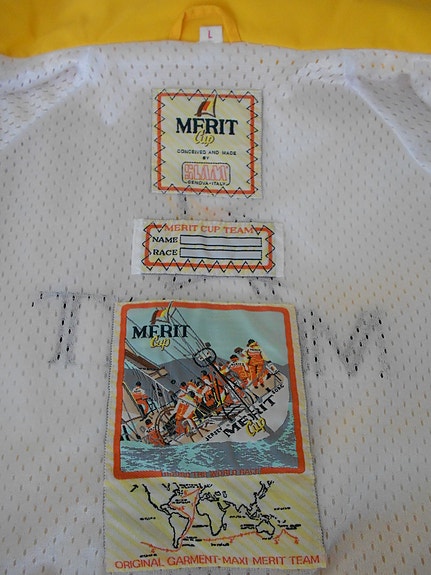 L
MERIT
Cup
CONCEIVED AND MADE
BY
SLAM
GENOVA-ITALY
MERIT CUP TEAM
NAME
RACE
MERIT
Cup
MERIT
Cup
ORIGINAL GARMENT-MAXI MERIT TEAM